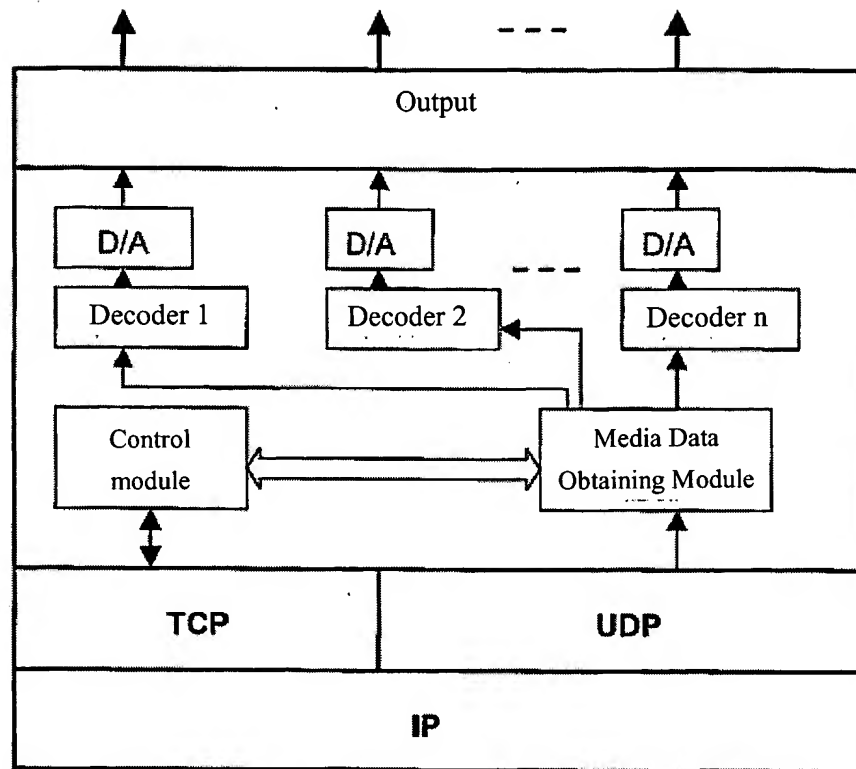 Output
D/A
D/A
D/A
Decoder 1
Decoder 2
Decoder n
Control
module
Media Data
Obtaining Module
TCP
UDP
IP